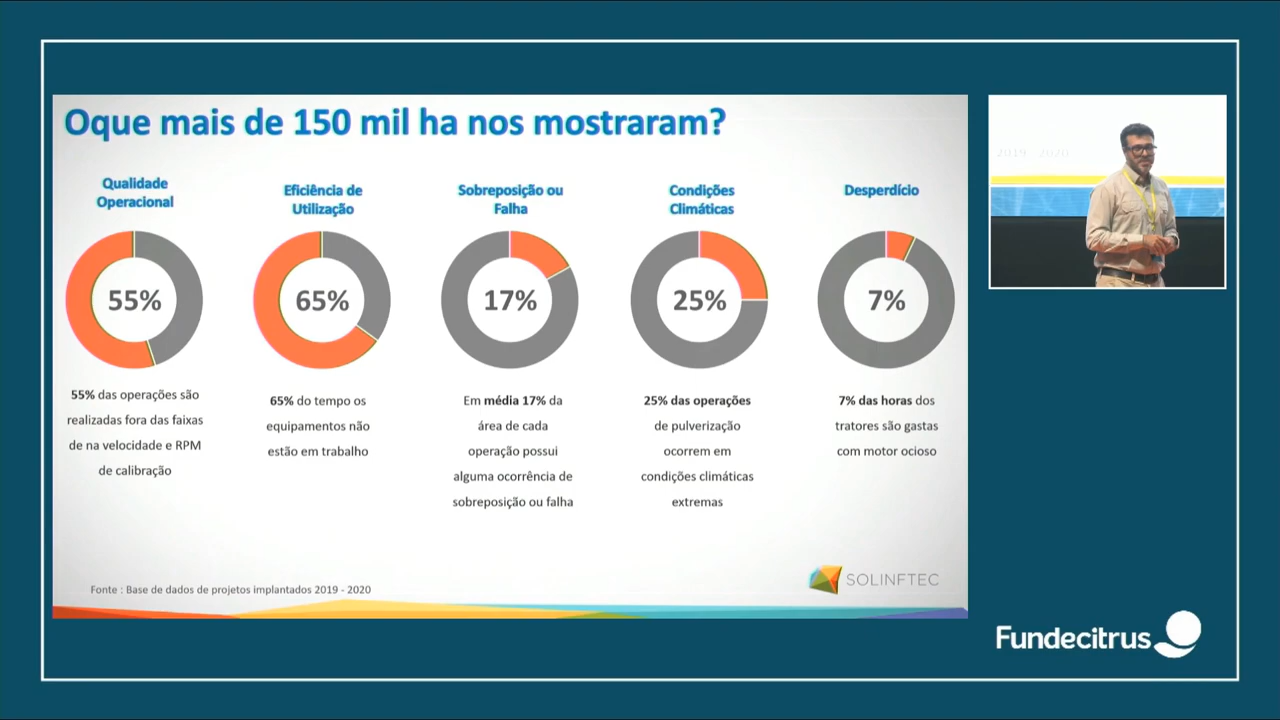 Oque mais de 150 mil ha nos mostraram?
Qualidade
Operacional
55%
55% das operações são
realizadas fora das faixas
de na velocidade e RPM
de calibração
Eficiência de
Utilização
65%
65% do tempo os
equipamentos não
estão em trabalho
Sobreposição ou
Falha
17%
Em média 17% da
área de cada
operação possui
alguma ocorrência de
sobreposição ou falha
Condições
Climáticas
25%
25% das operações
de pulverização
ocorrem em
condições climáticas
extremas
Desperdício
7%
7% das horas dos
tratores são gastas
com motor ocioso
Fonte : Base de dados de projetos implantados 2019 - 2020
SOLINFTEC
2019 - 2020
Fundecitrus